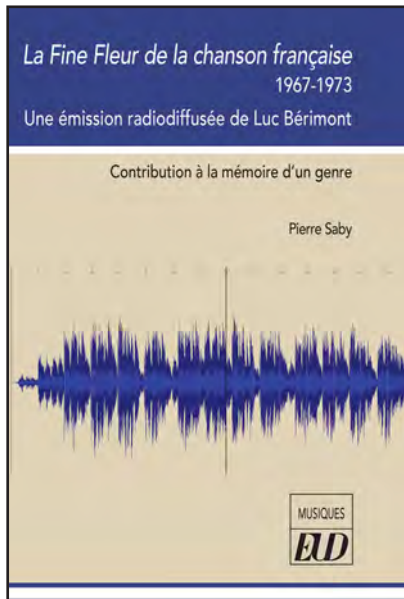 La Fine Fleur de la chanson française
1967-1973
Une émission radiodiffusée de Luc Bérimont
Contribution à la mémoire d'un genre
Pierre Saby
MUSIQUES
EUD